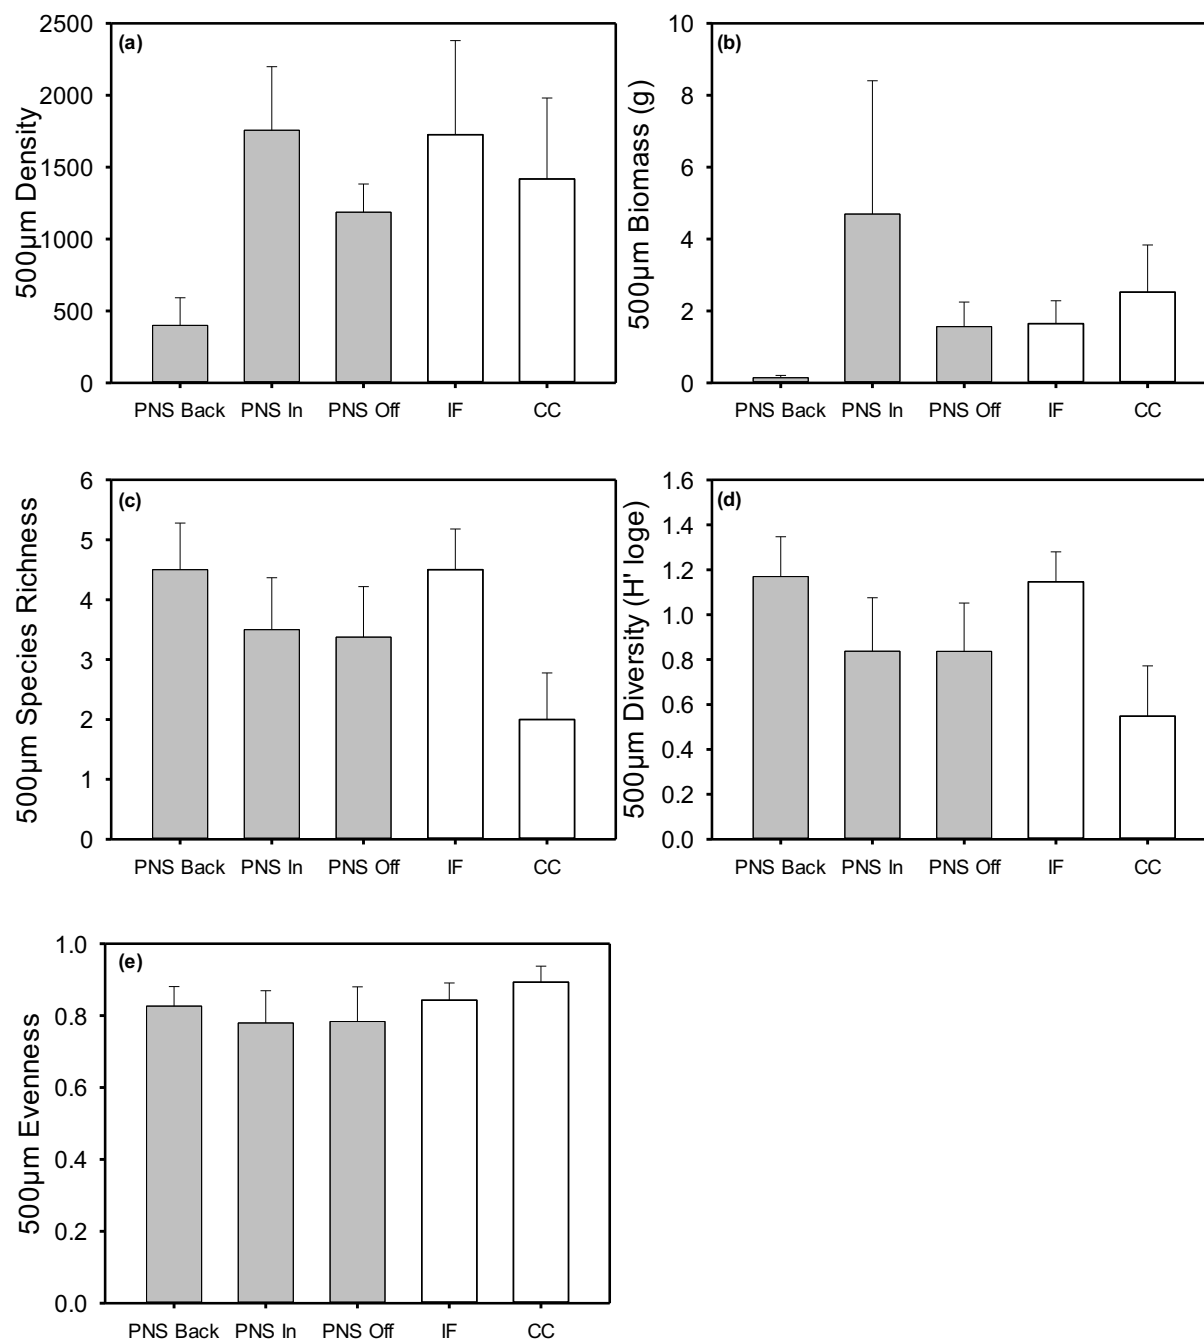 (a)
500µm Density
2500
2000
1500
1000
500
0
PNS Back PNS In PNS Off IF CC
(b)
500µm Biomass (g)
10
8
6
4
2
0
PNS Back PNS In PNS Off IF CC
(c)
500µm Species Richness
6
5
4
3
2
1
0
PNS Back PNS In PNS Off IF CC
(d)
500µm Diversity (H' loge)
1.6
1.4
1.2
1.0
0.8
0.6
0.4
0.2
0.0
PNS Back PNS In PNS Off IF CC
(e)
500µm Evenness
1.0
0.8
0.6
0.4
0.2
0.0
PNS Back PNS In PNS Off IF CC